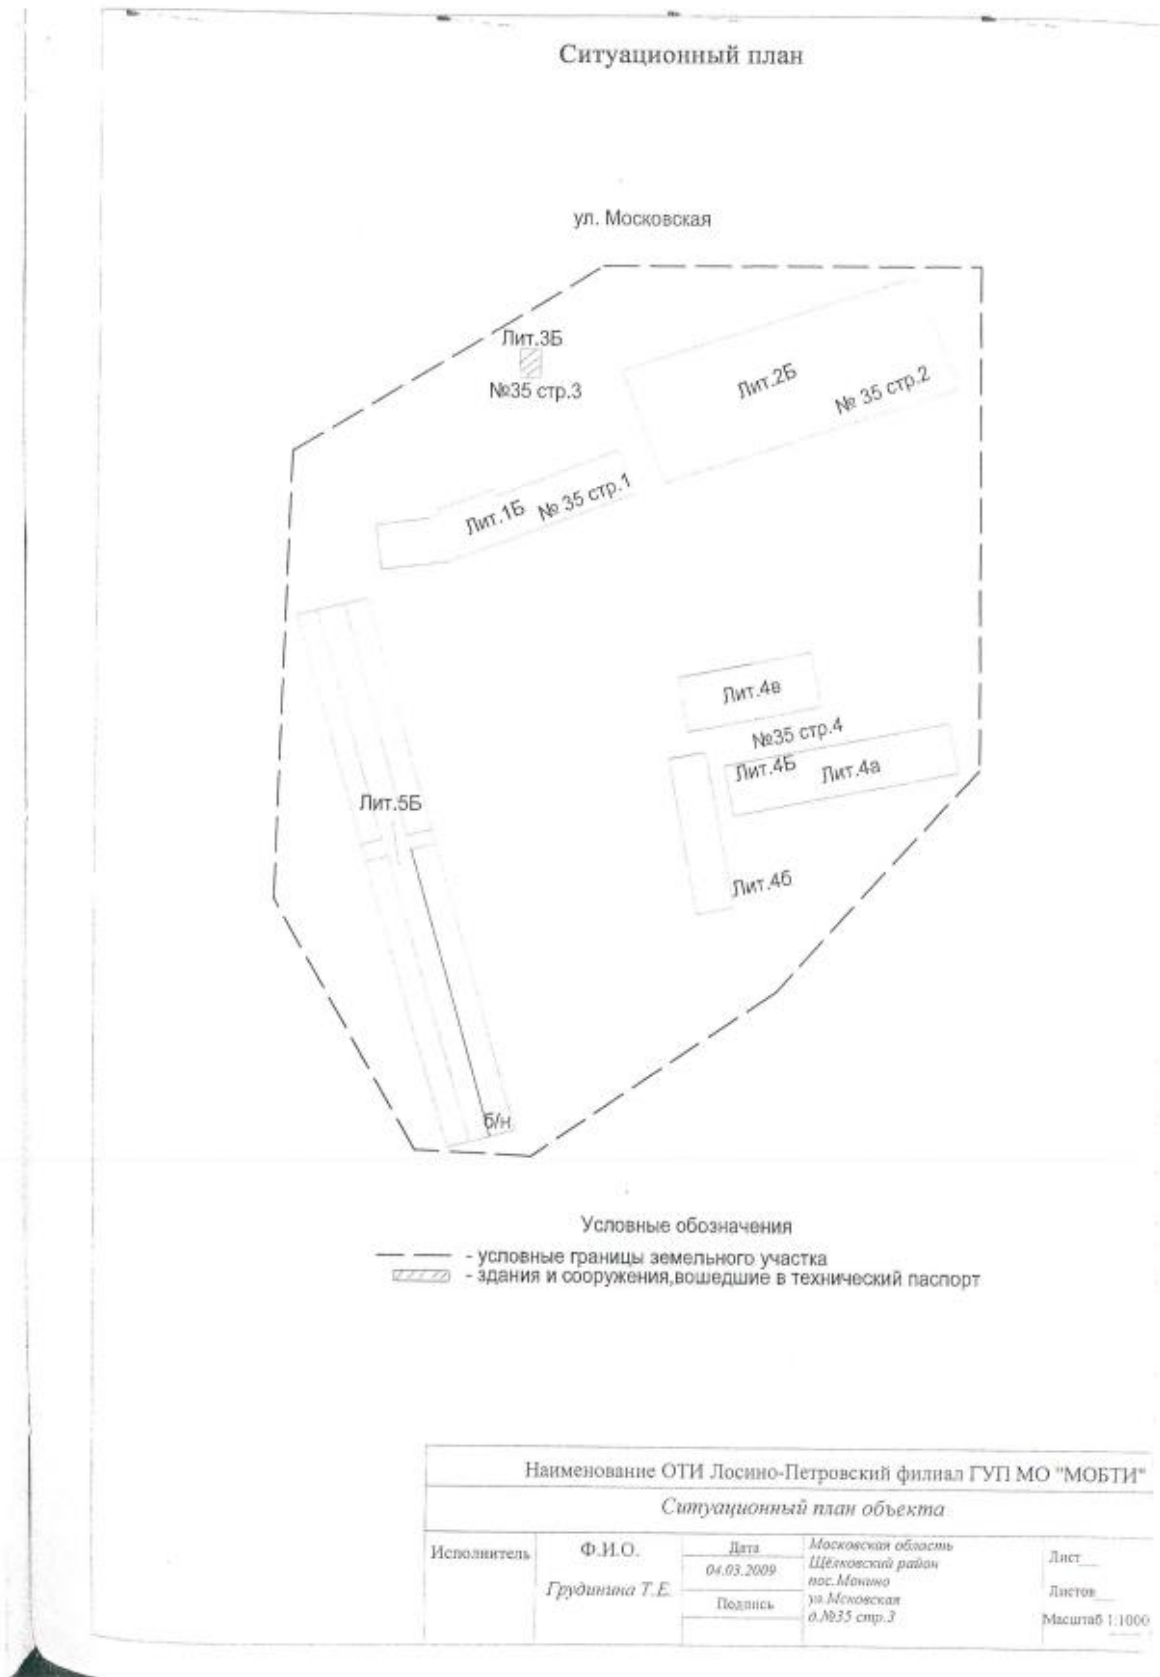 Ситуационный план
ул. Московская
Лит.3Б
№35 стр.3
Лит.2Б
№ 35 стр.2
Лит.1Б
№ 35 стр.1
Лит.4в
№35 стр.4
Лит.4Б
Лит.4а
Лит.5Б
Лит.4б
б/н
Условные обозначения
- условные границы земельного участка
- здания и сооружения,вошедшие в технический паспорт
Наименование ОТИ Лосино-Петровский филиал ГУП МО "МОБТИ"
Ситуационный план объекта
Исполнитель
Ф.И.О.
Грудинина Т.Е.
Дата
04.03.2009
Подпись
Московская область
Щёлковский район
пос.Монино
ул.Мсковская
д.№35 стр.3
Лист__
Листов__
Масштаб 1:1000